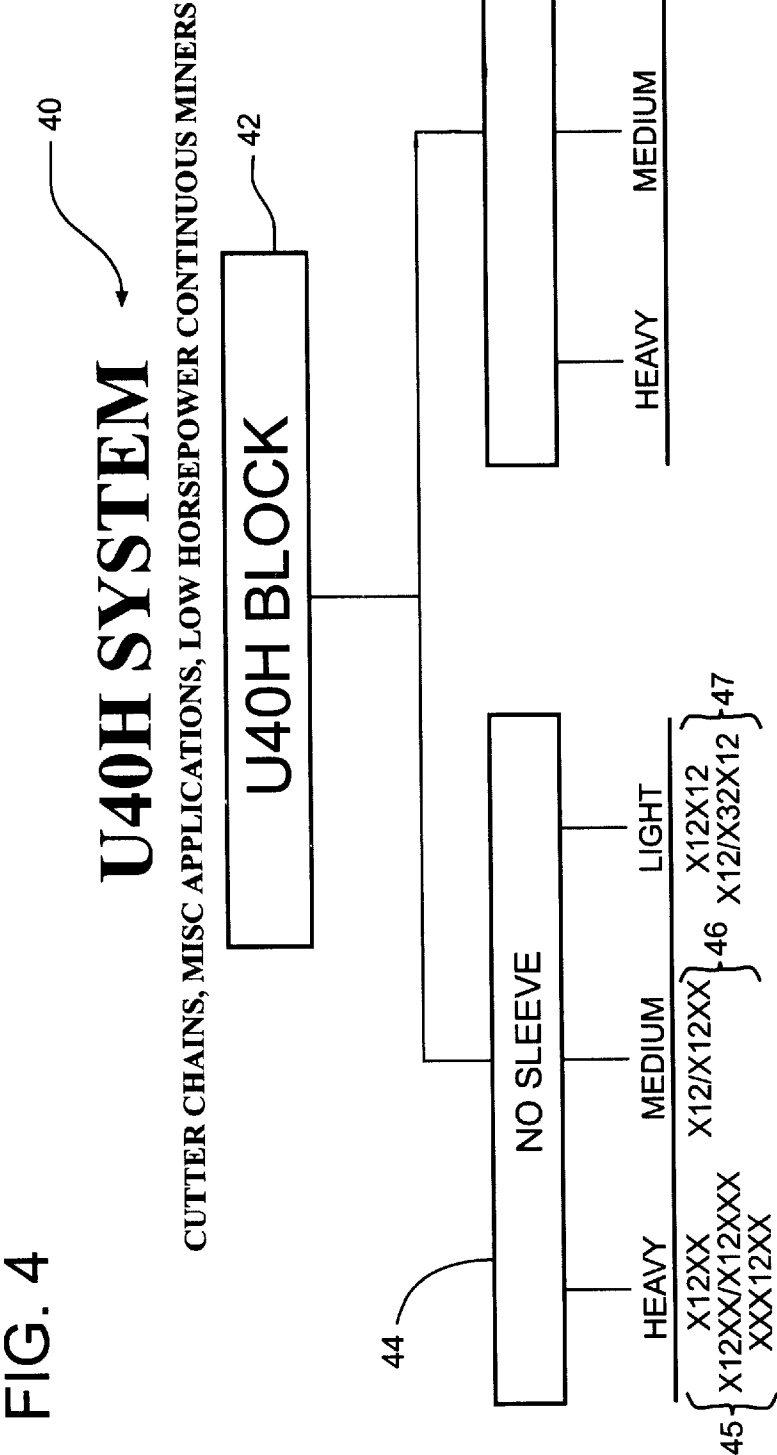 FIG. 4
U40H SYSTEM
40
CUTTER CHAINS, MISC APPLICATIONS, LOW HORSEPOWER CONTINUOUS MINERS
U40H BLOCK
42
44
NO SLEEVE
HEAVY
MEDIUM
LIGHT
HEAVY
MEDIUM
X12XX
X12XX/X12XXX
XXX12XX
45
X12/X12XX
46
X12X12
X12/X32X12
47